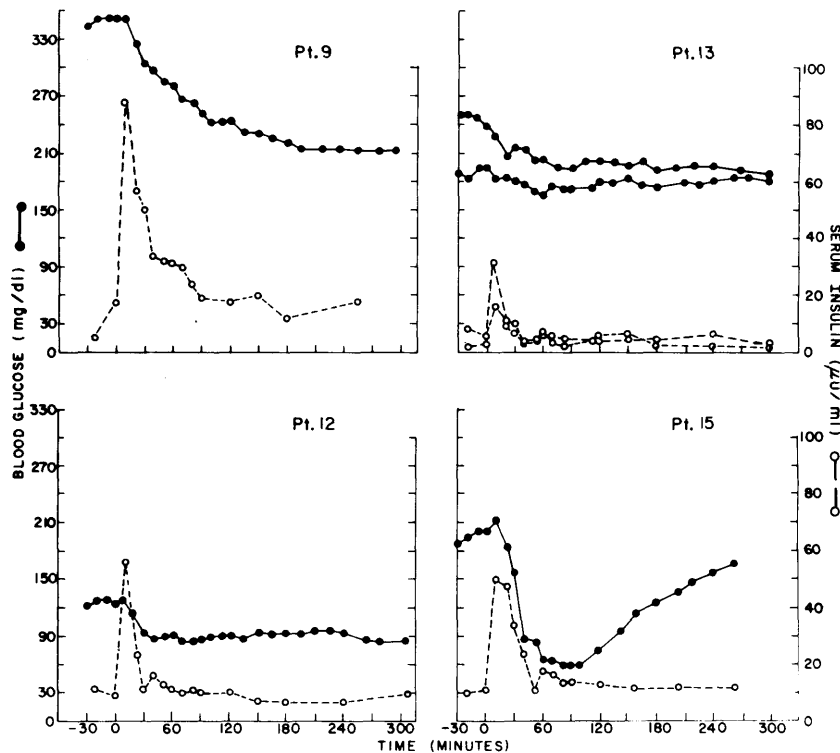 Pt. 9
Pt. 13
330
270
210
150
90
30
0
100
80
60
40
20
0
BLOOD GLUCOSE (mg/dl)
SERUM INSULIN (μU/ml)
Pt. 12
Pt. 15
330
270
210
150
90
30
0
100
80
60
40
20
0
-30 0 60 120 180 240 300
-30 0 60 120 180 240 300
TIME (MINUTES)